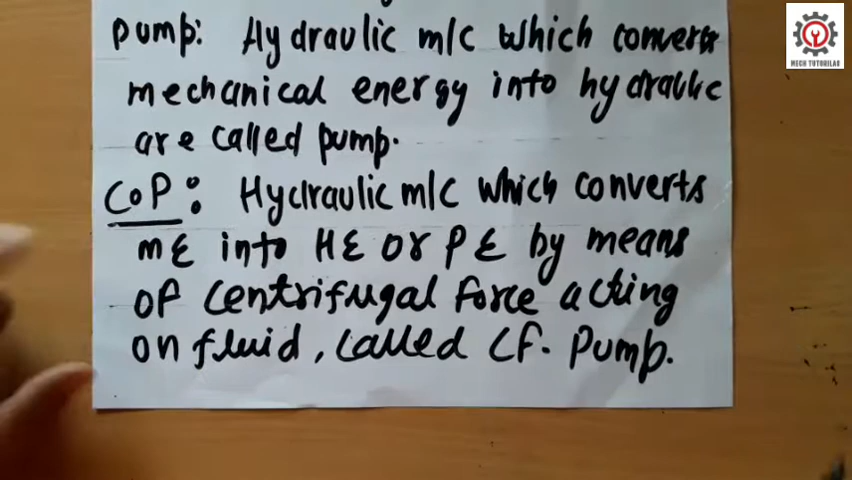 Pump: Hydraulic m/c which converts
mechanical energy into hydraulic
are called pump.
CoP: Hydraulic m/c which converts
mE into HE or PE by means
of centrifugal force acting
on fluid, called CF. Pump.
MECH TUTORILAB